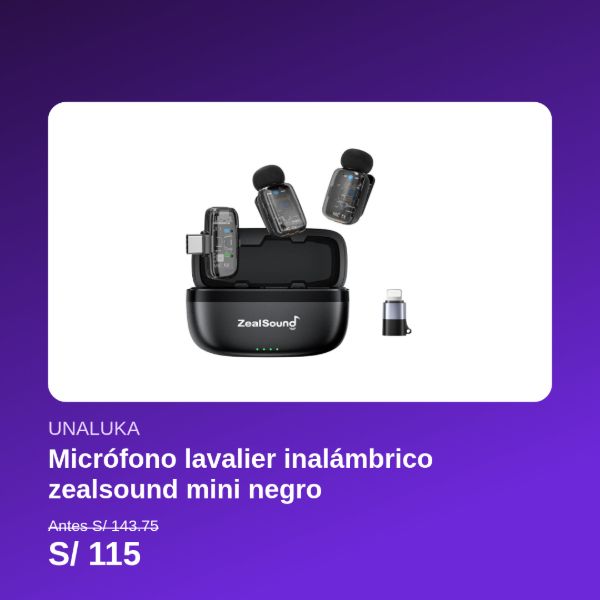 ZealSound
UNALUKA
Micrófono lavalier inalámbrico
zealsound mini negro
Antes S/ 143.75
S/ 115